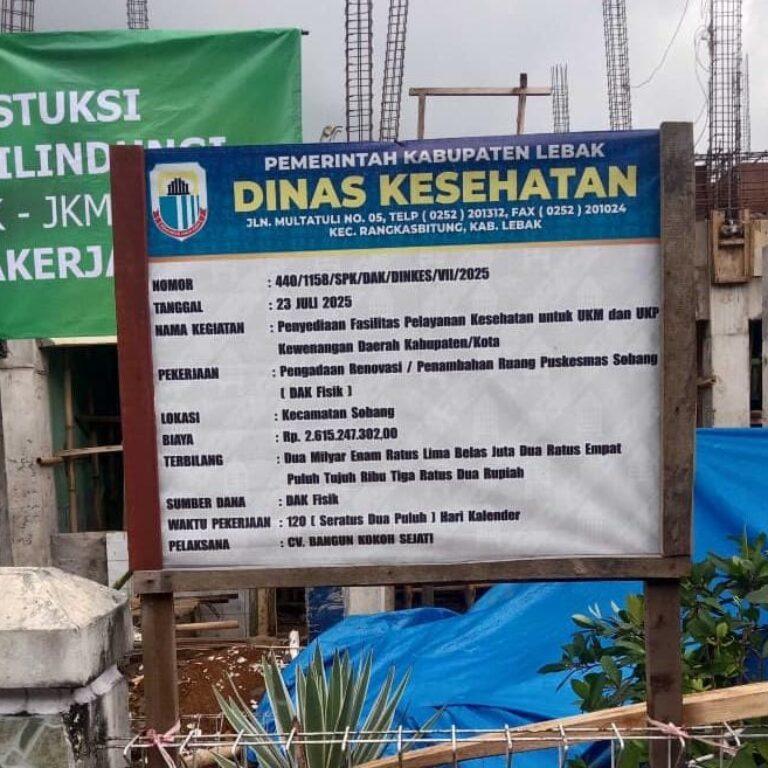 STUKSI
ILINDUNGI
K - JKM
AKERJA
PEMERINTAH KABUPATEN LEBAK
DINAS KESEHATAN
JLN. MULTATULI NO. 05, TELP ( 0252 ) 201312, FAX ( 0252 ) 201024
KEC. RANGKASBITUNG, KAB. LEBAK
NOMOR : 440/1158/SPK/DAK/DINKES/VII/2025
TANGGAL : 23 JULI 2025
NAMA KEGIATAN : Penyediaan Fasilitas Pelayanan Kesehatan untuk UKM dan UKP
Kewenangan Daerah Kabupaten/Kota
PEKERJAAN : Pengadaan Renovasi / Penambahan Ruang Puskesmas Sobang
( DAK Fisik )
LOKASI : Kecamatan Sobang
BIAYA : Rp. 2.615.247.302,00
TERBILANG : Dua Milyar Enam Ratus Lima Belas Juta Dua Ratus Empat
Puluh Tujuh Ribu Tiga Ratus Dua Rupiah
SUMBER DANA : DAK Fisik
WAKTU PEKERJAAN : 120 ( Seratus Dua Puluh ) Hari Kalender
PELAKSANA : CV. BANGUN KOKOH SEJATI